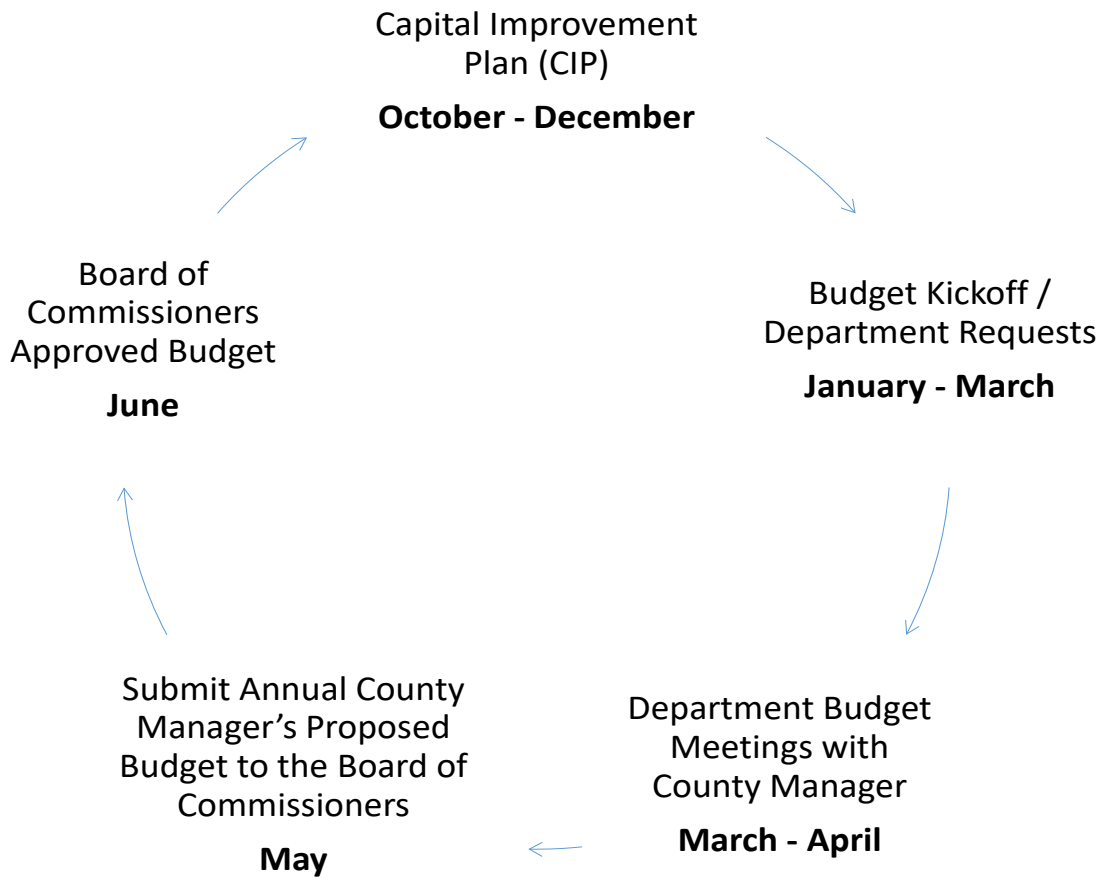 Capital Improvement
Plan (CIP)
October - December
Budget Kickoff /
Department Requests
January - March
Department Budget
Meetings with
County Manager
March - April
Submit Annual County
Manager’s Proposed
Budget to the Board of
Commissioners
May
Board of
Commissioners
Approved Budget
June